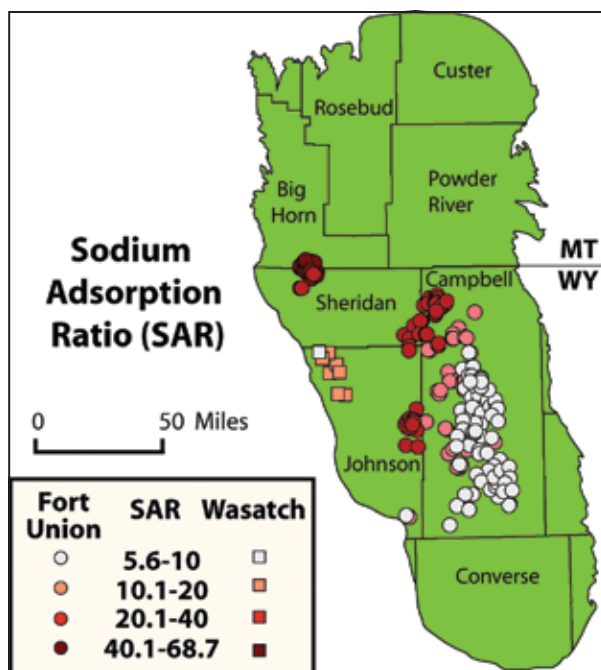 Custer
Rosebud
Big
Horn
Powder
River
MT
WY
Sodium
Adsorption
Ratio (SAR)
Campbell
Sheridan
0 50 Miles
Johnson
Converse
Fort
Union SAR Wasatch
5.6-10
10.1-20
20.1-40
40.1-68.7